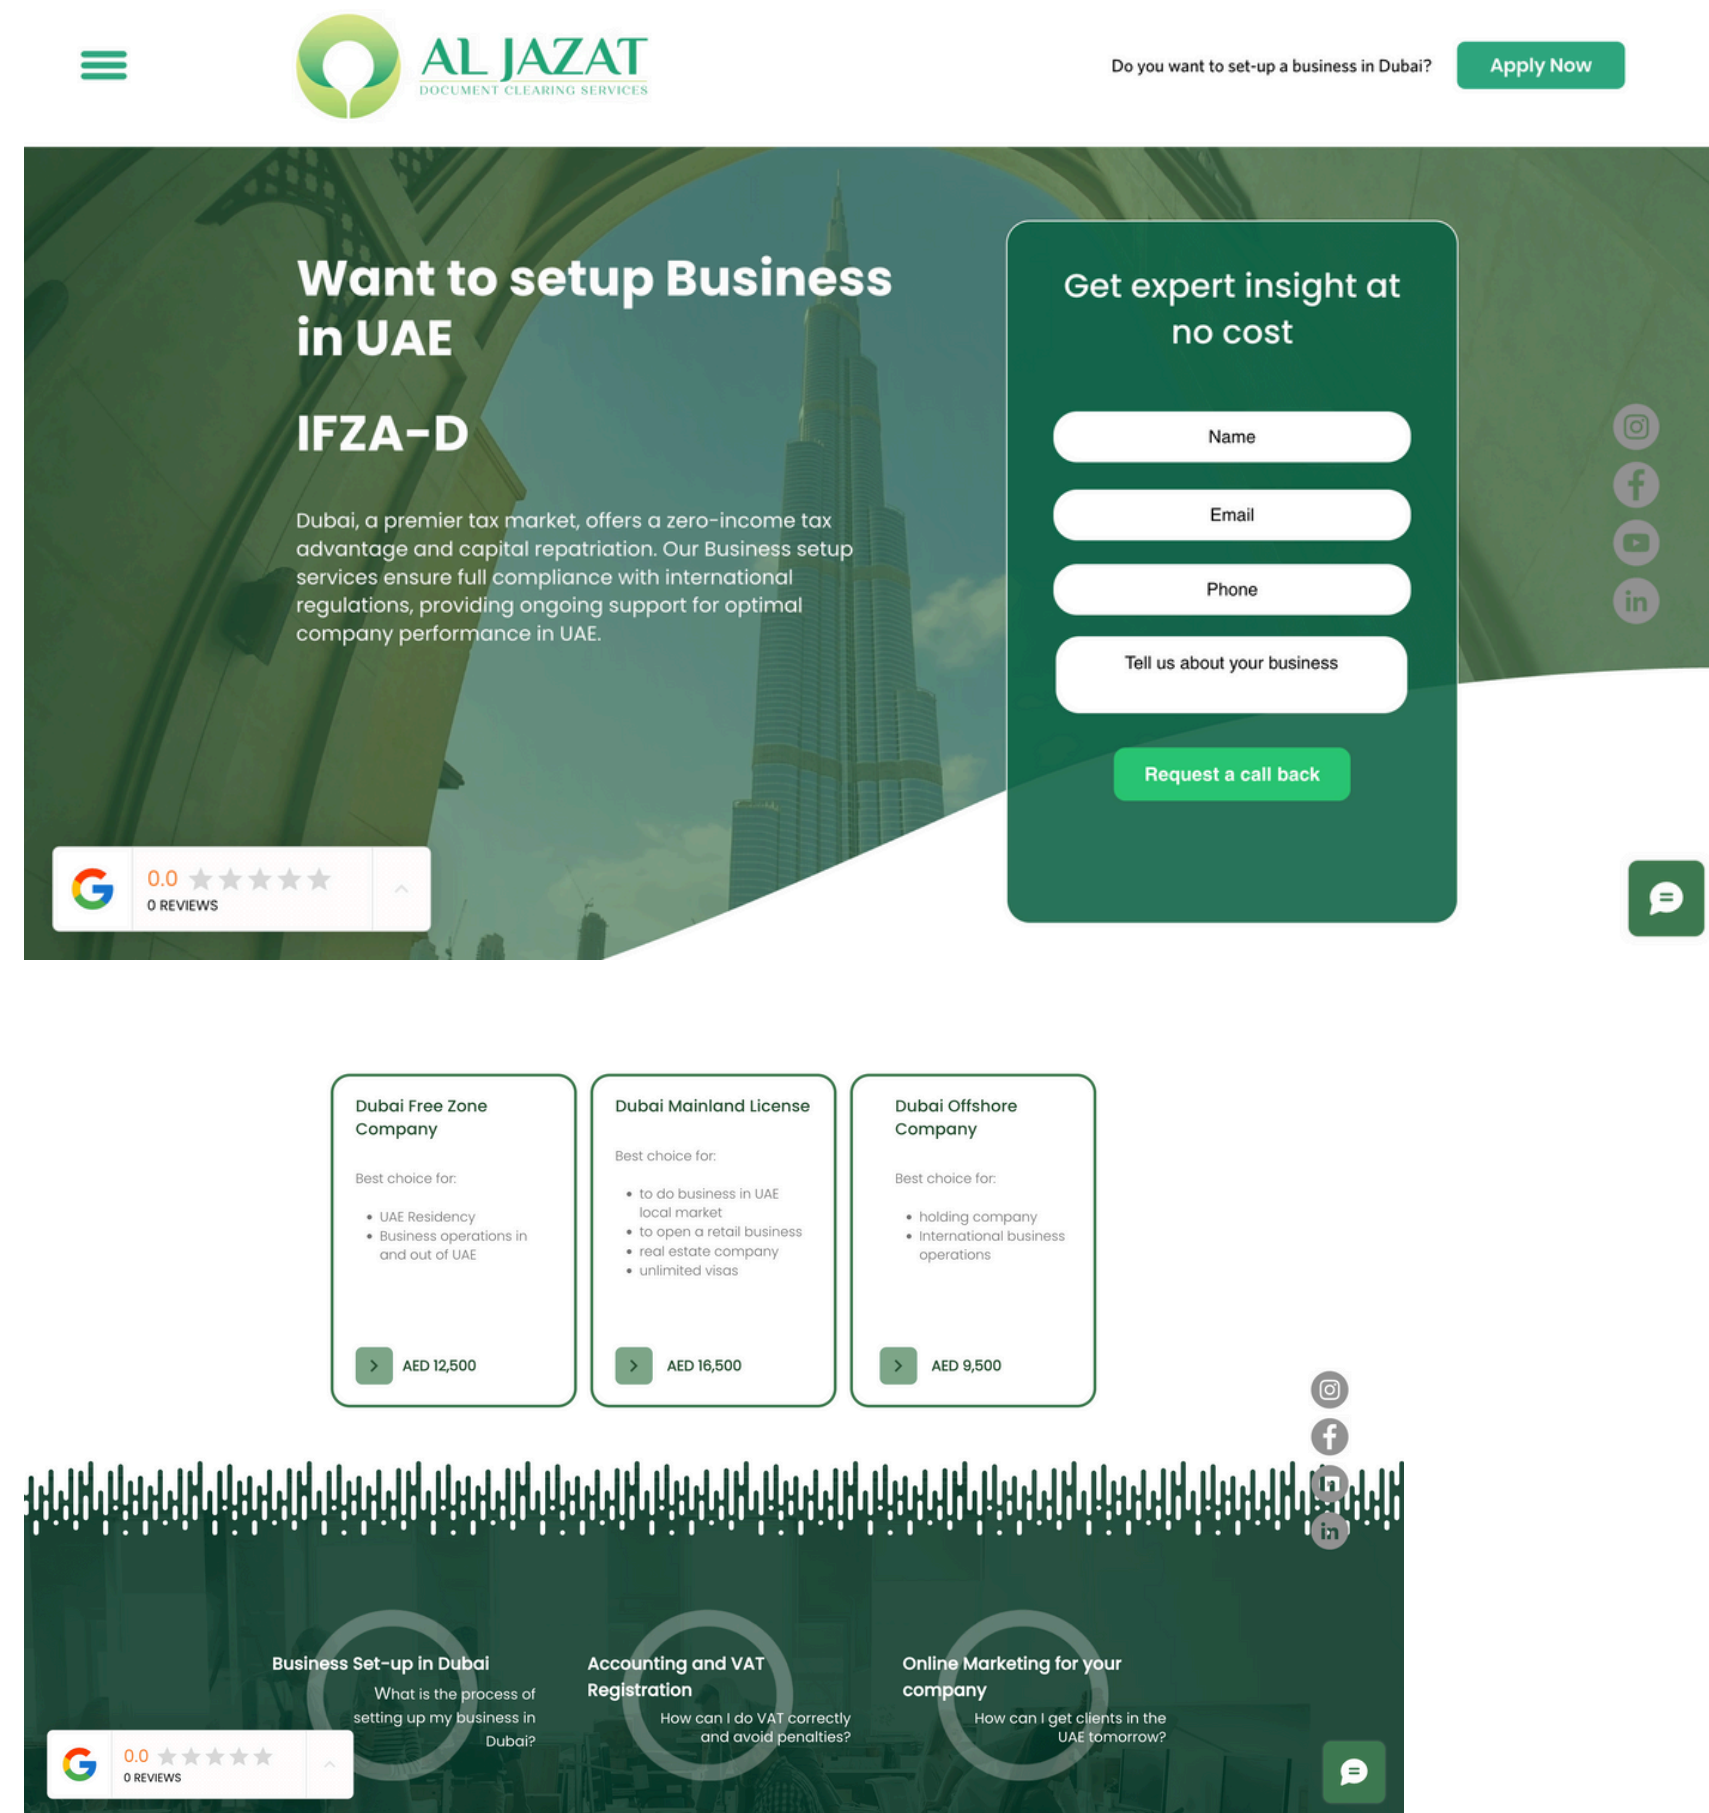 AL JAZAT
DOCUMENT CLEARING SERVICES
Do you want to set-up a business in Dubai?
Apply Now
Want to setup Business
in UAE
IFZA-D
Dubai, a premier tax market, offers a zero-income tax
advantage and capital repatriation. Our Business setup
services ensure full compliance with international
regulations, providing ongoing support for optimal
company performance in UAE.
Get expert insight at
no cost
Name
Email
Phone
Tell us about your business
Request a call back
0.0
0 REVIEWS
Dubai Free Zone
Company
Best choice for:
• UAE Residency
• Business operations in
and out of UAE
AED 12,500
Dubai Mainland License
Best choice for:
• to do business in UAE
local market
• to open a retail business
• real estate company
• unlimited visas
AED 16,500
Dubai Offshore
Company
Best choice for:
• holding company
• International business
operations
AED 9,500
Business Set-up in Dubai
What is the process of
setting up my business in
Dubai?
Accounting and VAT
Registration
How can I do VAT correctly
and avoid penalties?
Online Marketing for your
company
How can I get clients in the
UAE tomorrow?
0.0
0 REVIEWS